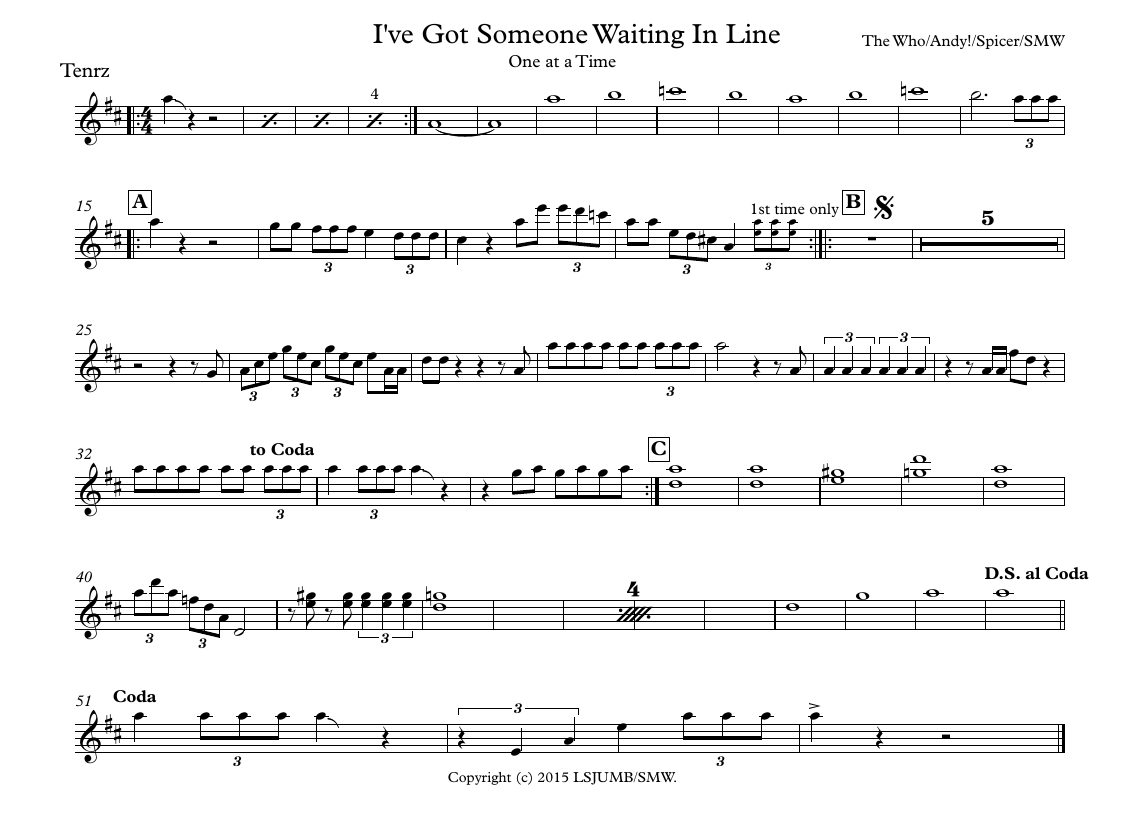 I've Got Someone Waiting In Line
The Who/Andy!/Spicer/SMW
One at a Time
Tenrz
4
4
4
3
15
A
1st time only
B
5
3
3
3
3
3
25
3
3
3
3
3
3
32
to Coda
C
3
3
40
D.S. al Coda
4
3
3
3
51
Coda
3
3
3
Copyright (c) 2015 LSJUMB/SMW.